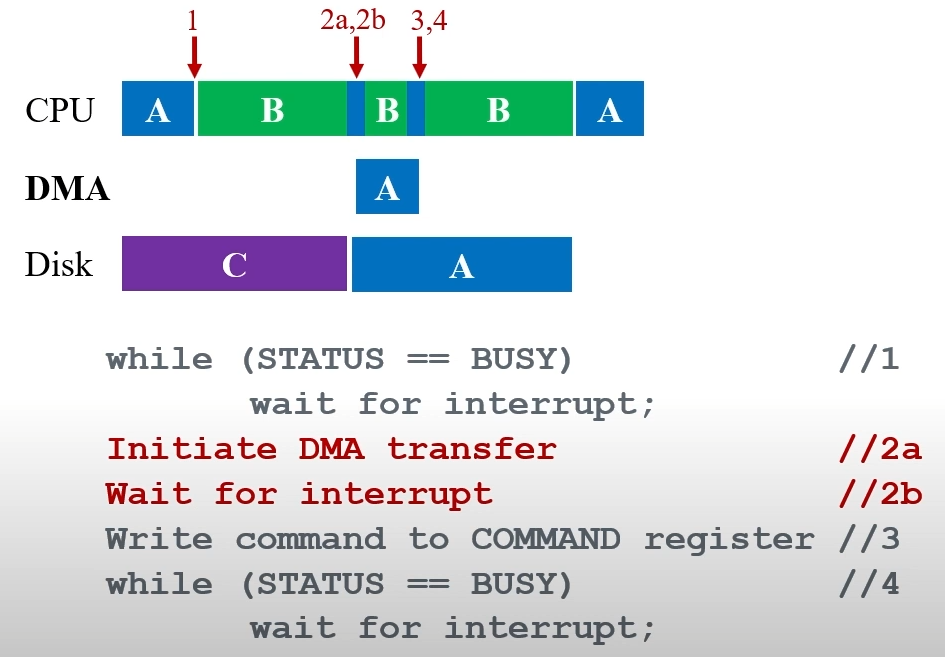 1 2a,2b 3,4
CPU A B B B A
DMA A
Disk C A
while (STATUS == BUSY) //1
wait for interrupt;
Initiate DMA transfer //2a
Wait for interrupt //2b
Write command to COMMAND register //3
while (STATUS == BUSY) //4
wait for interrupt;